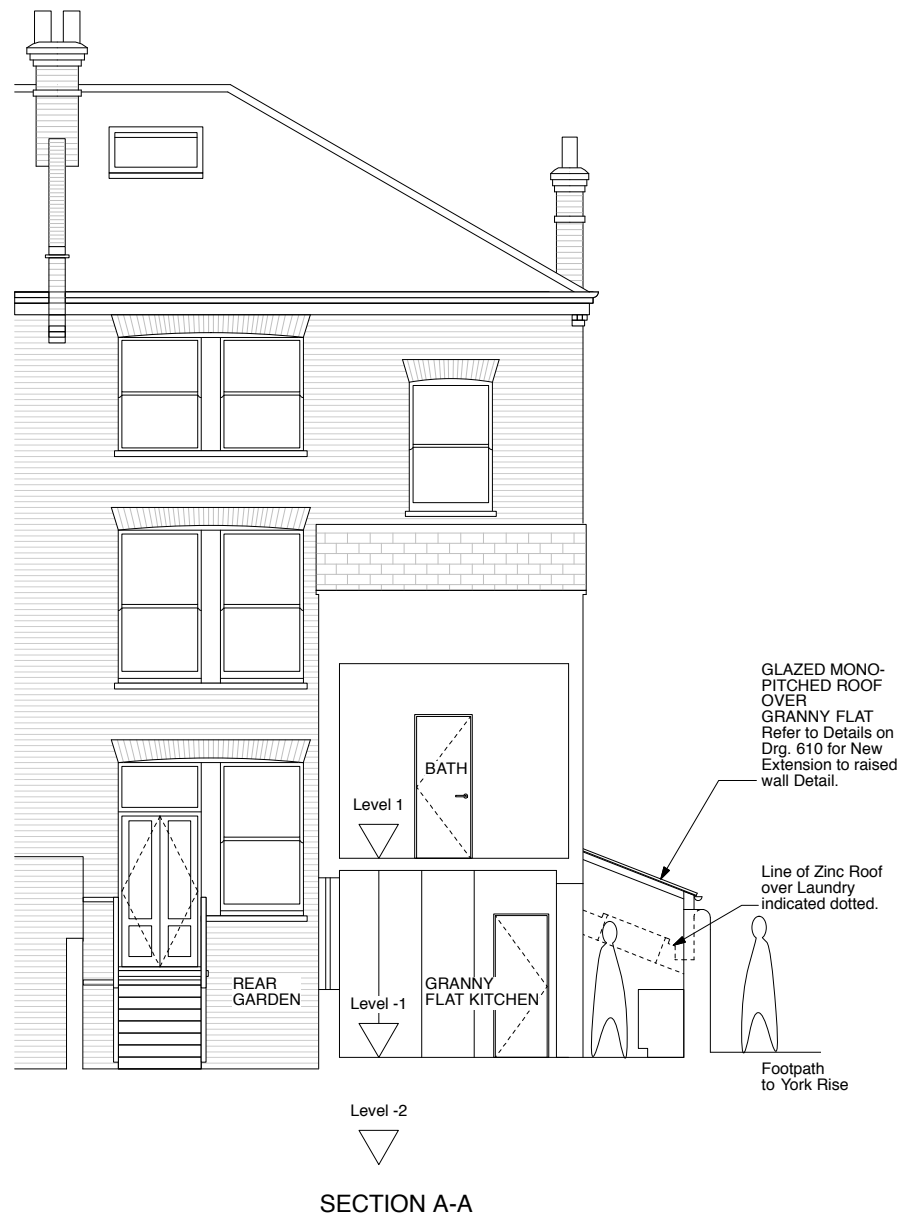 GLAZED MONO-
PITCHED ROOF
OVER
GRANNY FLAT
Refer to Details on
Drg. 610 for New
Extension to raised
wall Detail.
BATH
Level 1
Line of Zinc Roof
over Laundry
indicated dotted.
REAR
GARDEN
GRANNY
FLAT KITCHEN
Level -1
Footpath
to York Rise
Level -2
SECTION A-A